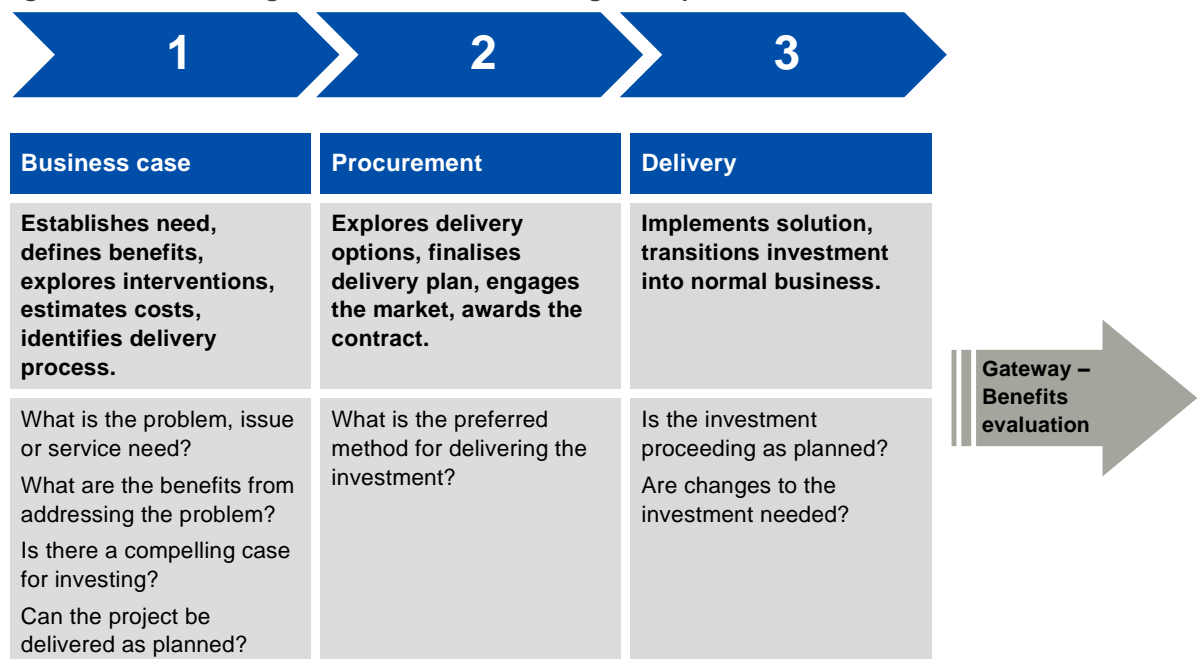 1
2
3
Business case
Procurement
Delivery
Establishes need,
defines benefits,
explores interventions,
estimates costs,
identifies delivery
process.
Explores delivery
options, finalises
delivery plan, engages
the market, awards the
contract.
Implements solution,
transitions investment
into normal business.
What is the problem, issue
or service need?
What are the benefits from
addressing the problem?
Is there a compelling case
for investing?
Can the project be
delivered as planned?
What is the preferred
method for delivering the
investment?
Is the investment
proceeding as planned?
Are changes to the
investment needed?
Gateway –
Benefits
evaluation